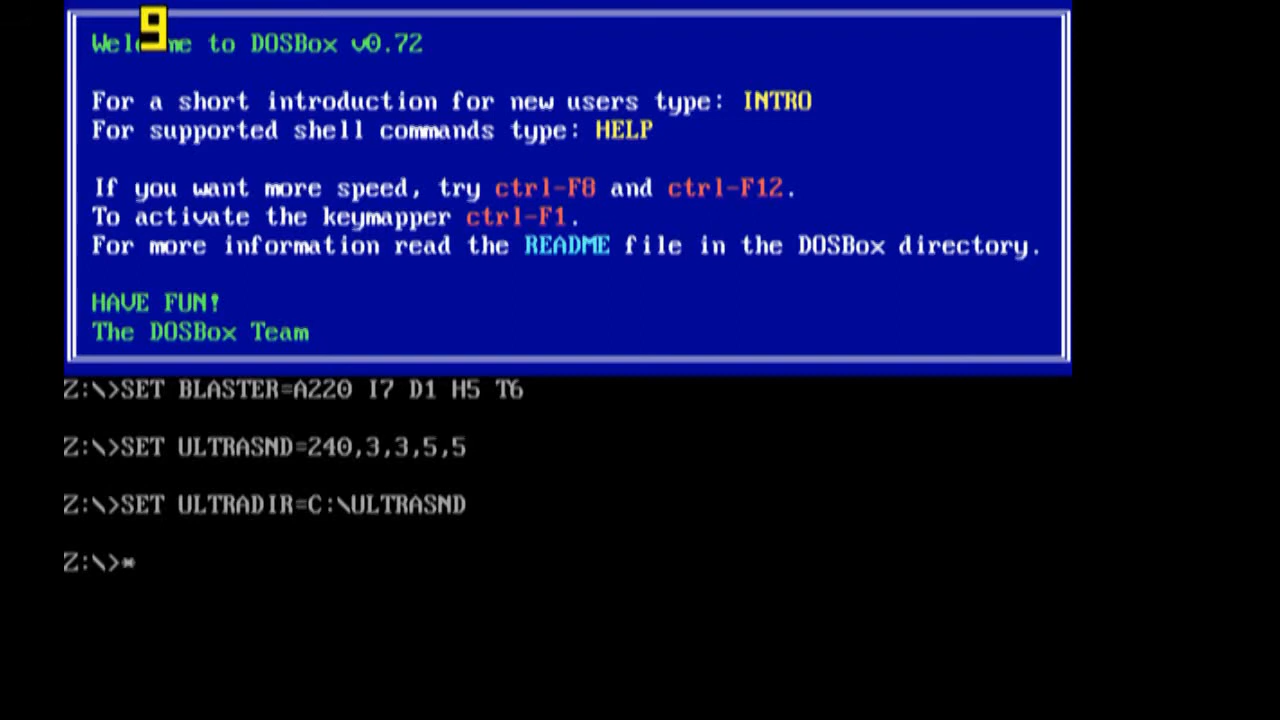 9
Welcome to DOSBox v0.72
For a short introduction for new users type: INTRO
For supported shell commands type: HELP
If you want more speed, try ctrl-F8 and ctrl-F12.
To activate the keymapper ctrl-F1.
For more information read the README file in the DOSBox directory.
HAVE FUN!
The DOSBox Team
Z:\>SET BLASTER=A220 I7 D1 H5 T6
Z:\>SET ULTRASND=240,3,3,5,5
Z:\>SET ULTRADIR=C:\ULTRASND
Z:\>*